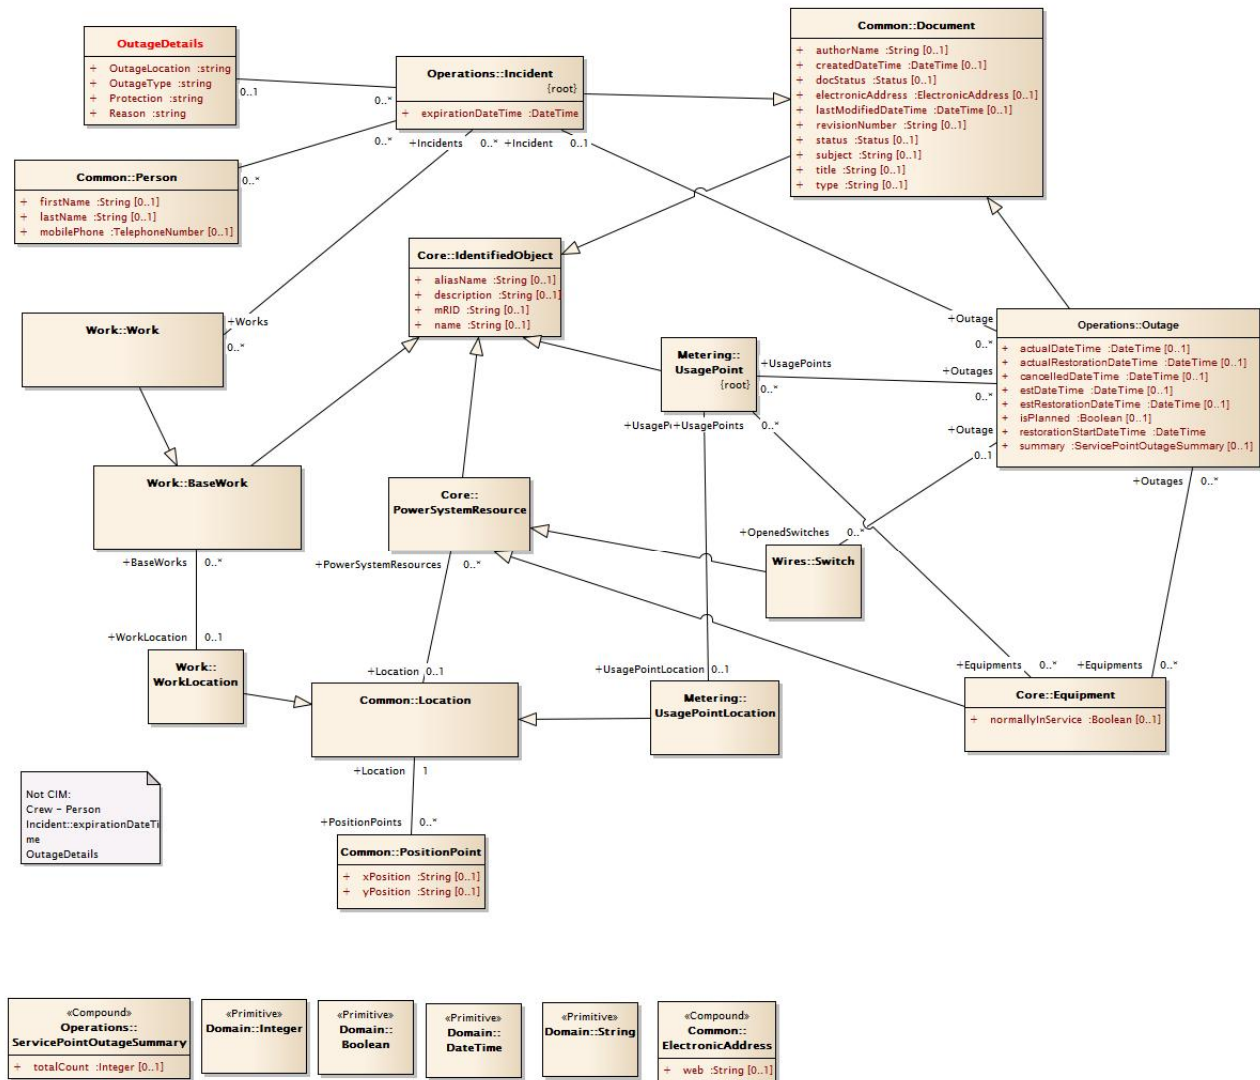 OutageDetails
+ OutageLocation :string
+ OutageType :string
+ Protection :string
+ Reason :string
0..1
0..*
Operations::Incident
{root}
+ expirationDateTime :DateTime
Common::Document
+ authorName :String [0..1]
+ createdDateTime :DateTime [0..1]
+ docStatus :Status [0..1]
+ electronicAddress :ElectronicAddress [0..1]
+ lastModifiedDateTime :DateTime [0..1]
+ revisionNumber :String [0..1]
+ status :Status [0..1]
+ subject :String [0..1]
+ title :String [0..1]
+ type :String [0..1]
0..*
+Incidents 0..*
+Incident 0..1
Common::Person
+ firstName :String [0..1]
+ lastName :String [0..1]
+ mobilePhone :TelephoneNumber [0..1]
0..*
Core::IdentifiedObject
+ aliasName :String [0..1]
+ description :String [0..1]
+ mRID :String [0..1]
+ name :String [0..1]
Work::Work
+Works
0..*
Metering::
UsagePoint
{root}
+UsagePoints
0..*
+Outage
0..*
+Outages
0..*
+Outage
0..1
Operations::Outage
+ actualDateTime :DateTime [0..1]
+ actualRestorationDateTime :DateTime [0..1]
+ cancelledDateTime :DateTime [0..1]
+ estDateTime :DateTime [0..1]
+ estRestorationDateTime :DateTime [0..1]
+ isPlanned :Boolean [0..1]
+ restorationStartDateTime :DateTime
+ summary :ServicePointOutageSummary [0..1]
+UsageP
+UsagePoints
0..*
+Outages 0..*
Work::BaseWork
Core::
PowerSystemResource
+OpenedSwitches 0..*
Wires::Switch
+BaseWorks 0..*
+PowerSystemResources 0..*
+WorkLocation 0..1
Work::
WorkLocation
+Location 0..1
Common::Location
+UsagePointLocation 0..1
Metering::
UsagePointLocation
+Equipments 0..*
+Equipments 0..*
Core::Equipment
+ normallyInService :Boolean [0..1]
+Location 1
+PositionPoints 0..*
Common::PositionPoint
+ xPosition :String [0..1]
+ yPosition :String [0..1]
Not CIM:
Crew - Person
Incident::expirationDateTi
me
OutageDetails
«Compound»
Operations::
ServicePointOutageSummary
+ totalCount :Integer [0..1]
«Primitive»
Domain::Integer
«Primitive»
Domain::
Boolean
«Primitive»
Domain::
DateTime
«Primitive»
Domain::String
«Compound»
Common::
ElectronicAddress
+ web :String [0..1]